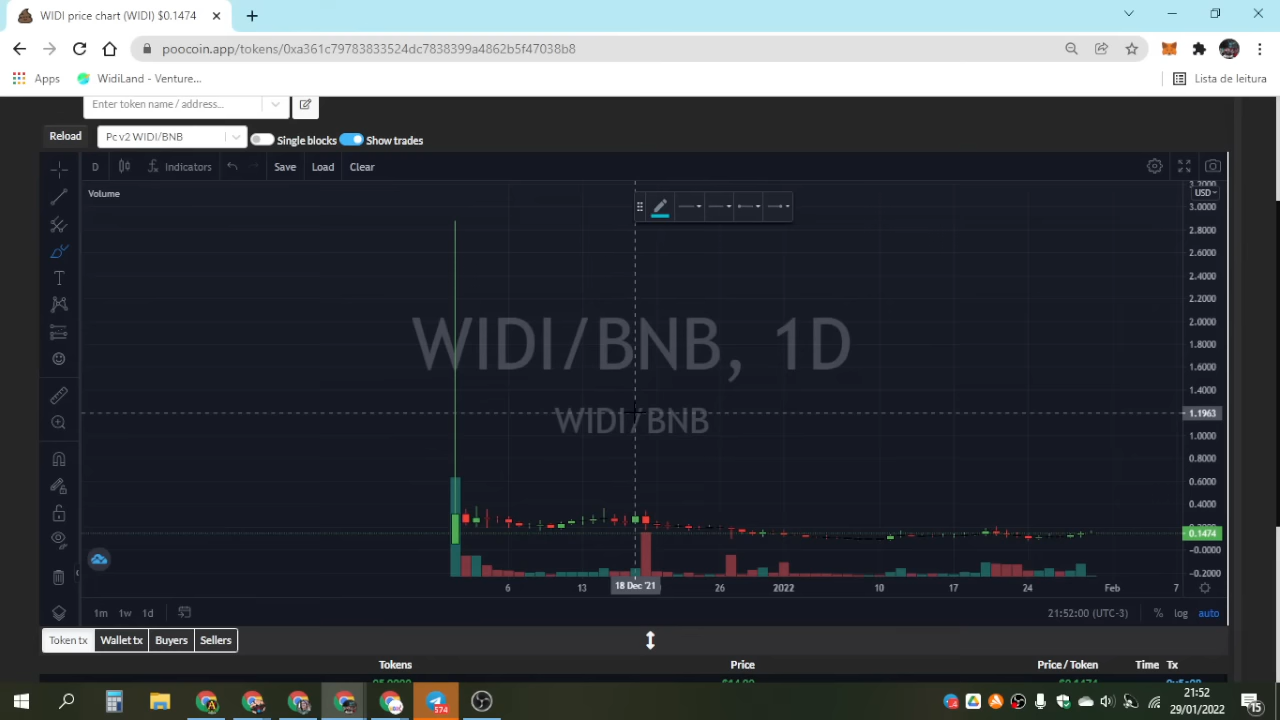 WIDI price chart (WIDI) $0.1474
poocoin.app/tokens/0xa361c79783833524dc7838399a4862b5f47038b8
Apps
WidiLand - Venture...
Lista de leitura
Enter token name / address...
Reload
Pc v2 WIDI/BNB
Single blocks
Show trades
D
Indicators
Save
Load
Clear
Volume
USD
3.0000
2.8000
2.6000
2.4000
2.2000
2.0000
1.8000
1.6000
1.4000
1.1963
1.0000
0.8000
0.6000
0.4000
0.1474
-0.0000
-0.2000
WIDI/BNB, 1D
WIDI/BNB
6
13
18 Dec '21
26
2022
10
17
24
Feb
7
1m 1w 1d
21:52:00 (UTC-3)
% log auto
Token tx Wallet tx Buyers Sellers
Tokens Price Price / Token Time Tx
574
21:52
29/01/2022
15